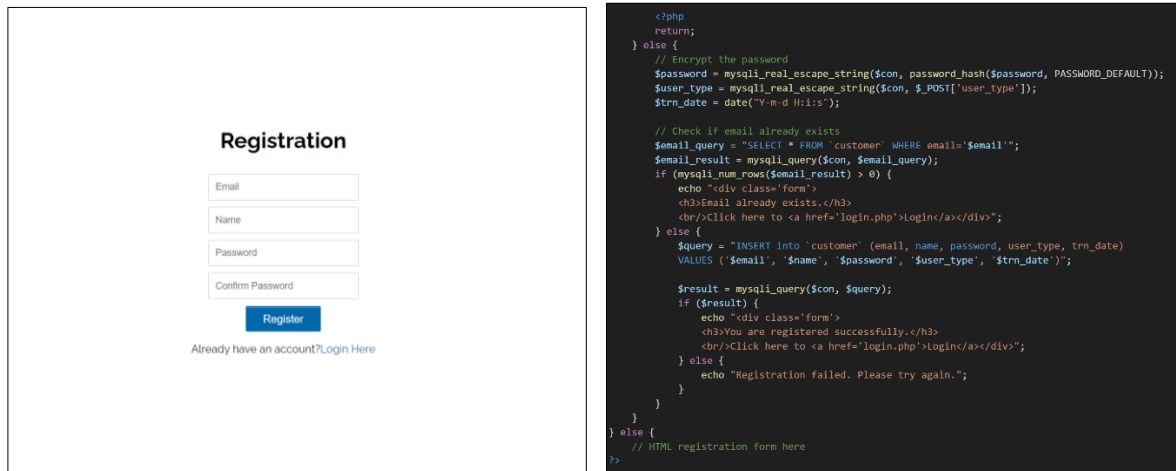 Registration
Email
Name
Password
Confirm Password
Register
Already have an account?Login Here
<?php
return;
} else {
// Encrypt the password
$password = mysqli_real_escape_string($con, password_hash($password, PASSWORD_DEFAULT));
$user_type = mysqli_real_escape_string($con, $_POST['user_type']);
$trn_date = date("Y-m-d H:i:s");
// Check if email already exists
$email_query = "SELECT * FROM `customer` WHERE email='$email'";
$email_result = mysqli_query($con, $email_query);
if (mysqli_num_rows($email_result) > 0) {
echo "<div class='form'>
<h3>Email already exists.</h3>
<br/>Click here to <a href='login.php'>Login</a></div>";
} else {
$query = "INSERT into `customer` (email, name, password, user_type, trn_date)
VALUES ('$email', '$name', '$password', '$user_type', '$trn_date')";
$result = mysqli_query($con, $query);
if ($result) {
echo "<div class='form'>
<h3>You are registered successfully.</h3>
<br/>Click here to <a href='login.php'>Login</a></div>";
} else {
echo "Registration failed. Please try again.";
}
}
}
} else {
// HTML registration form here
?>